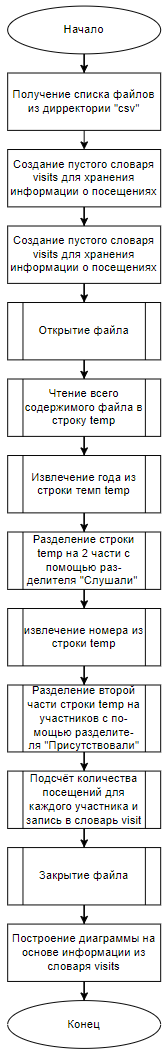 Начало
Получение списка файлов
из дирректории "csv"
Создание пустого словаря
visits для хранения
информации о посещениях
Создание пустого словаря
visits для хранения
информации о посещениях
Открытие файла
Чтение всего
содержимого файла в
строку temp
Извлечение года из
строки темп temp
Разделение строки
temp на 2 части с
помощью раз-
делителя "Слушали"
извлечение номера из
строки temp
Разделение второй
части строки temp на
участников с по-
мощью разделите-
ля "Присутствовали"
Подсчёт количества
посещений для
каждого участника и
запись в словарь visit
Закрытие файла
Построение диаграммы на
основе информации из
словаря visits
Конец